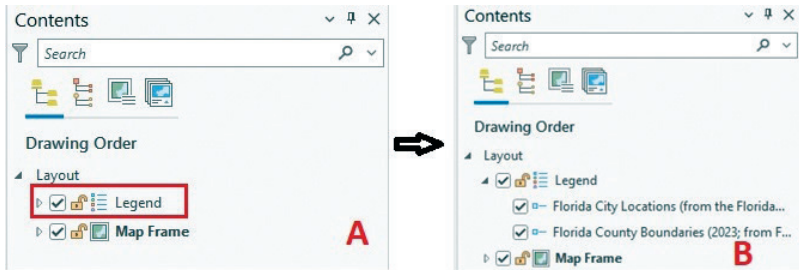 Contents
Search
Drawing Order
Layout
Legend
Map Frame
A
Contents
Search
Drawing Order
Layout
Legend
Florida City Locations (from the Florida...
Florida County Boundaries (2023; from F...
Map Frame
B